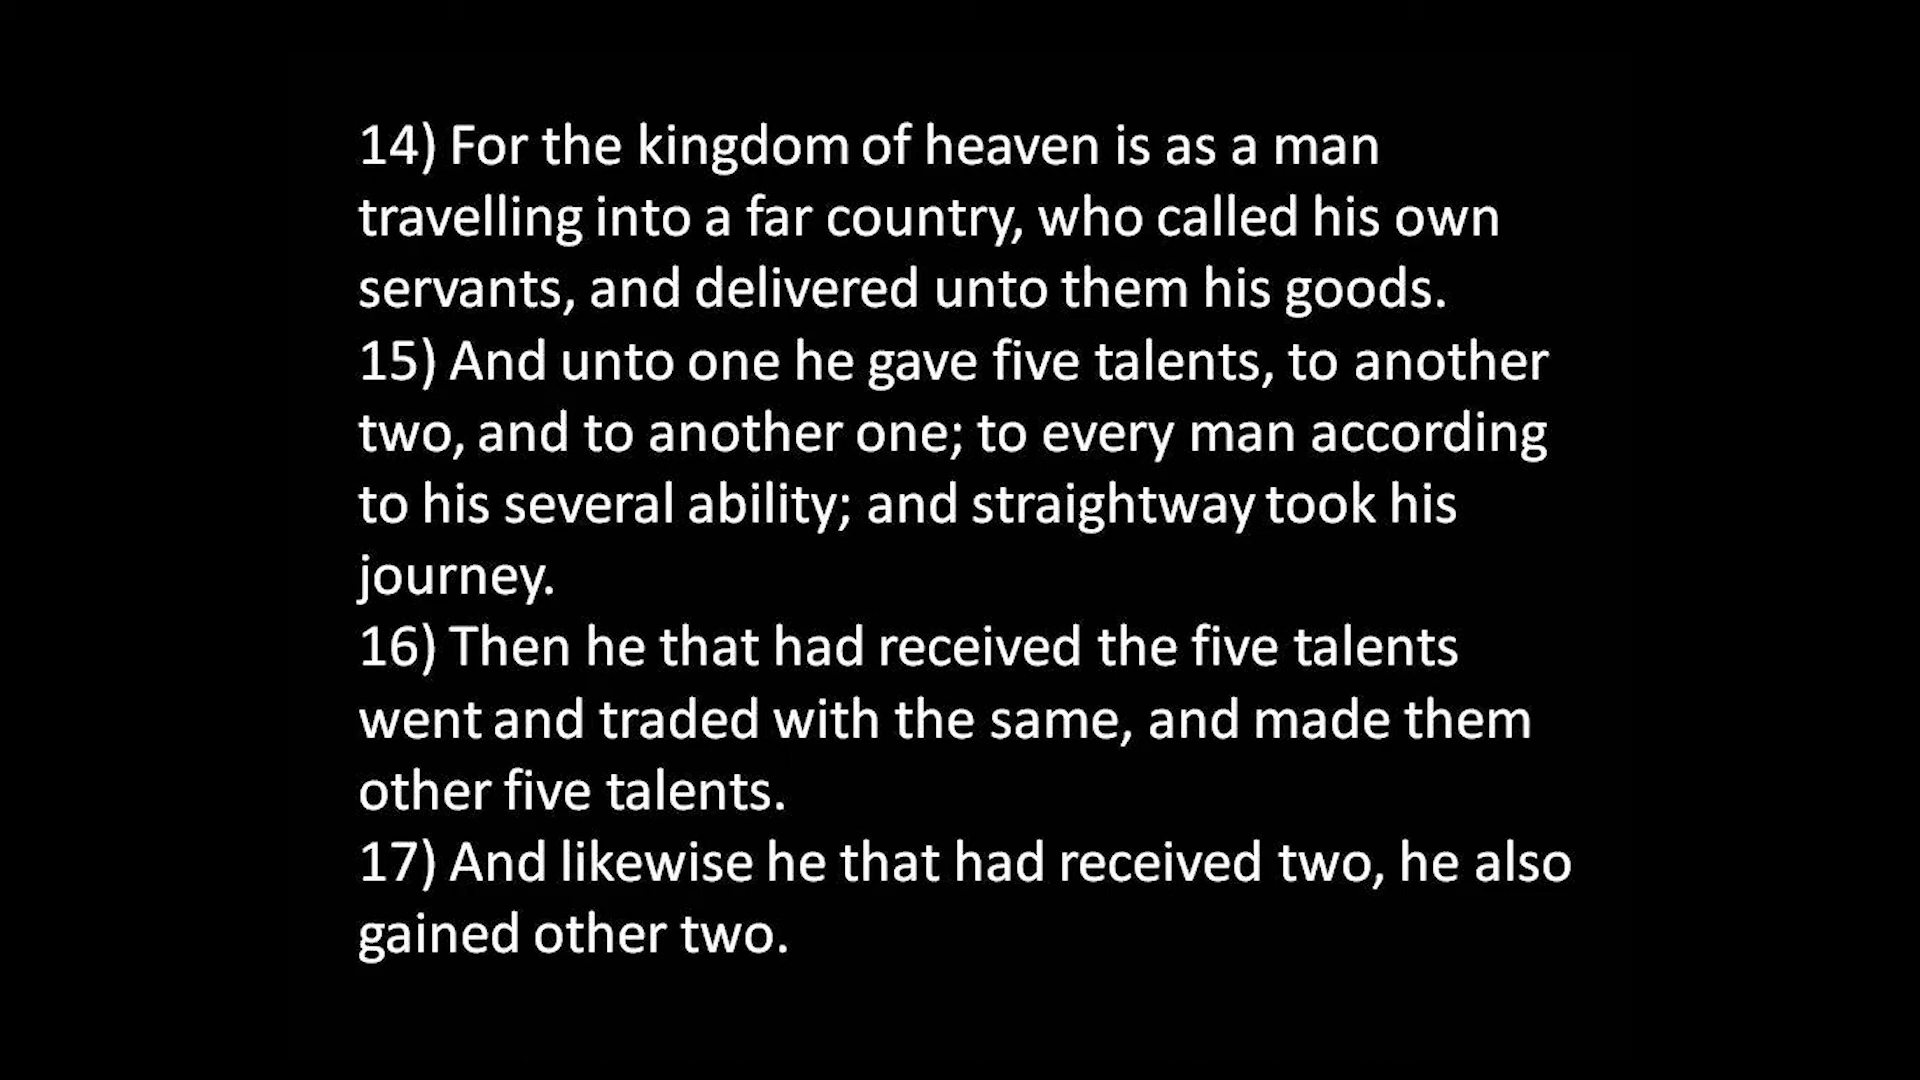 14) For the kingdom of heaven is as a man
travelling into a far country, who called his own
servants, and delivered unto them his goods.
15) And unto one he gave five talents, to another
two, and to another one; to every man according
to his several ability; and straightway took his
journey.
16) Then he that had received the five talents
went and traded with the same, and made them
other five talents.
17) And likewise he that had received two, he also
gained other two.